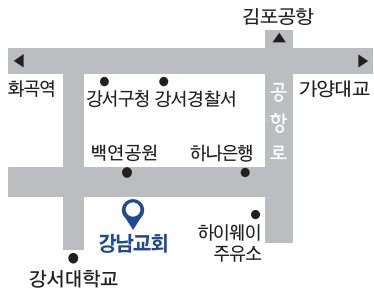 김포공항
화곡역
강서구청
강서경찰서
가양대교
공항로
백연공원
하나은행
강남교회
하이웨이
주유소
강서대학교